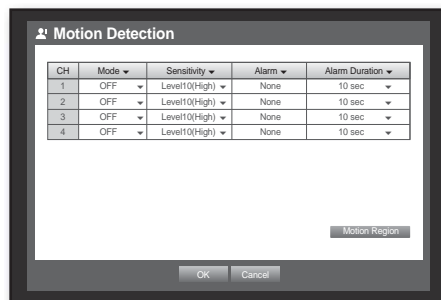 Motion Detection
CH Mode Sensitivity Alarm Alarm Duration
1 OFF Level10(High) None 10 sec
2 OFF Level10(High) None 10 sec
3 OFF Level10(High) None 10 sec
4 OFF Level10(High) None 10 sec
Motion Region
OK Cancel